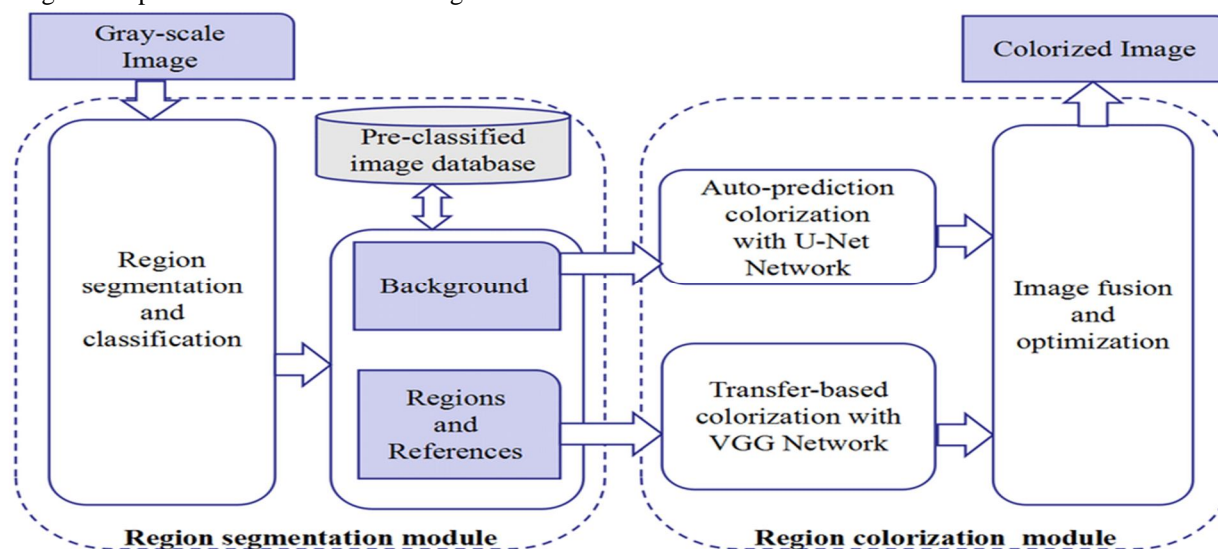 Gray-scale
Image
Colorized Image
Pre-classified
image database
Region
segmentation
and
classification
Background
Regions
and
References
Auto-prediction
colorization
with U-Net
Network
Transfer-based
colorization with
VGG Network
Image fusion
and
optimization
Region segmentation module
Region colorization module